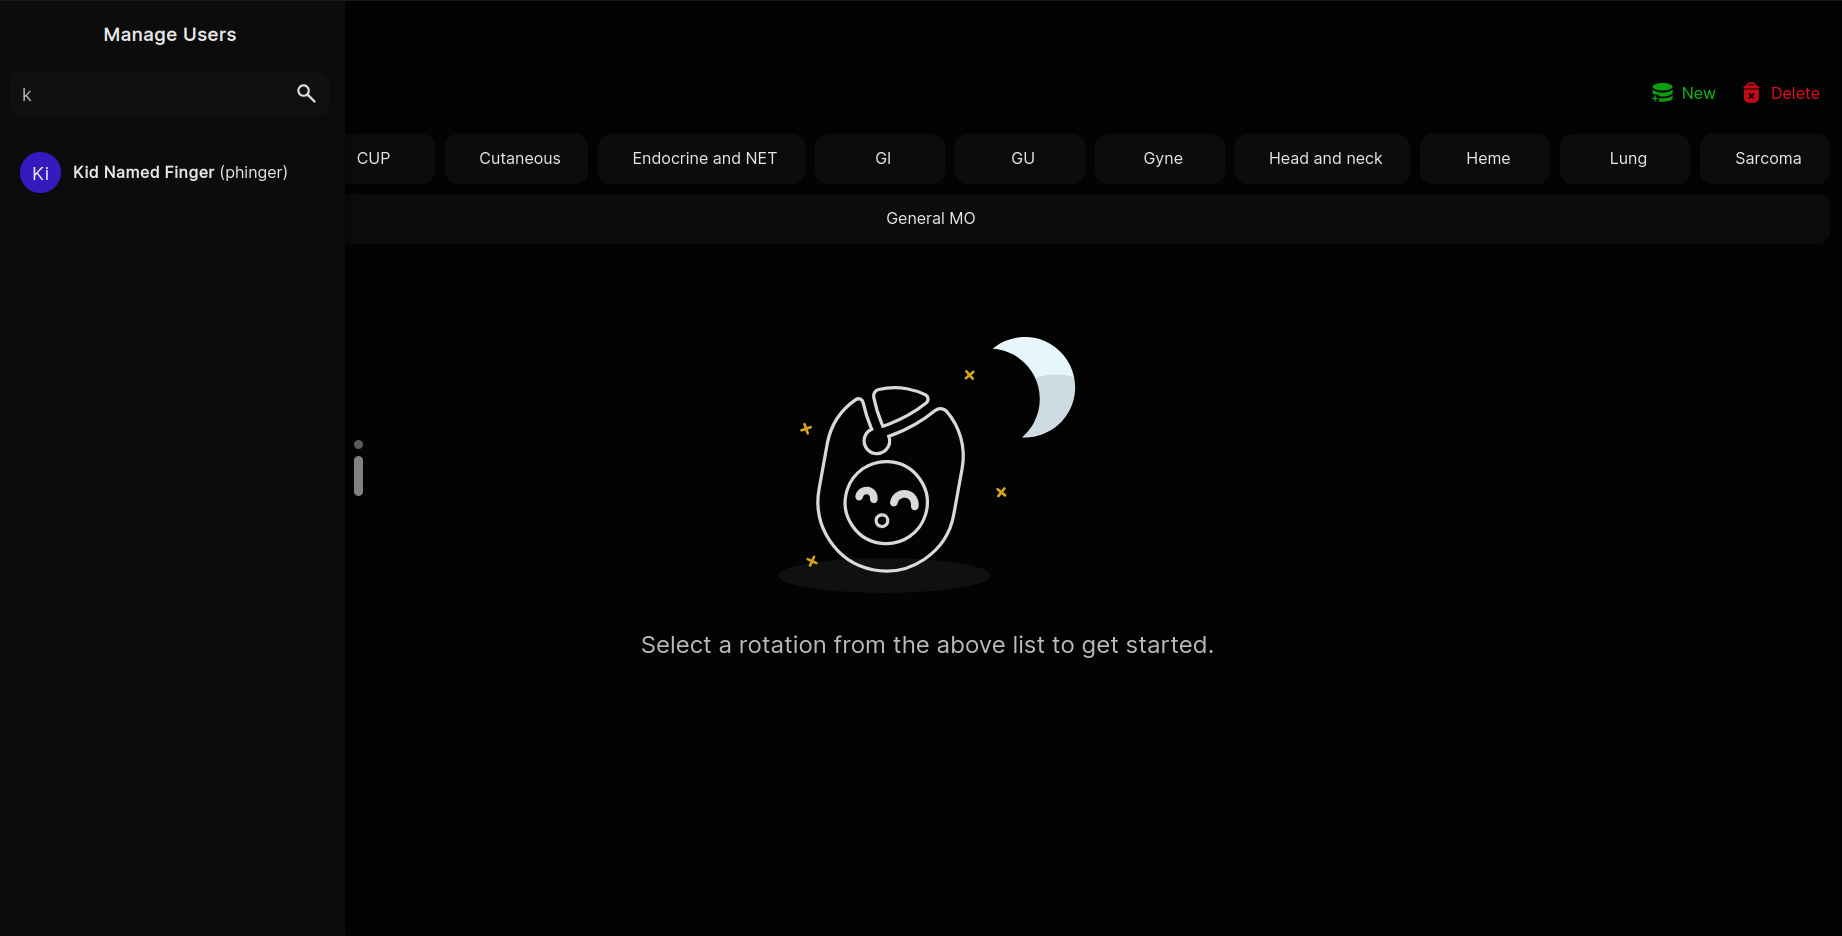 Manage Users
k
New
Delete
Ki
Kid Named Finger (phinger)
CUP
Cutaneous
Endocrine and NET
GI
GU
Gyne
Head and neck
Heme
Lung
Sarcoma
General MO
Select a rotation from the above list to get started.